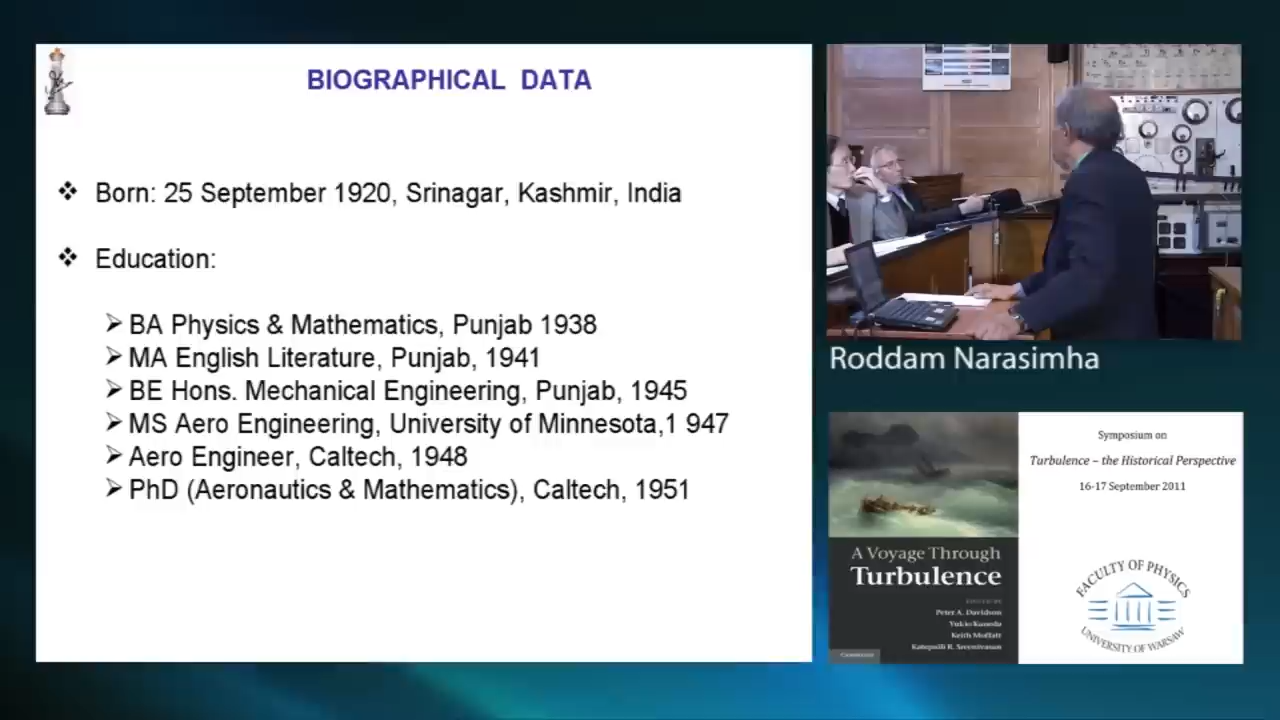 BIOGRAPHICAL DATA
Born: 25 September 1920, Srinagar, Kashmir, India
Education:
BA Physics & Mathematics, Punjab 1938
MA English Literature, Punjab, 1941
BE Hons. Mechanical Engineering, Punjab, 1945
MS Aero Engineering, University of Minnesota,1 947
Aero Engineer, Caltech, 1948
PhD (Aeronautics & Mathematics), Caltech, 1951
Roddam Narasimha
A Voyage Through
Turbulence
EDITED BY
Peter A. Davidson
Yukio Kaneda
Keith Moffatt
Katepalli R. Sreenivasan
CAMBRIDGE
Symposium on
Turbulence – the Historical Perspective
16-17 September 2011
FACULTY OF PHYSICS
UNIVERSITY OF WARSAW